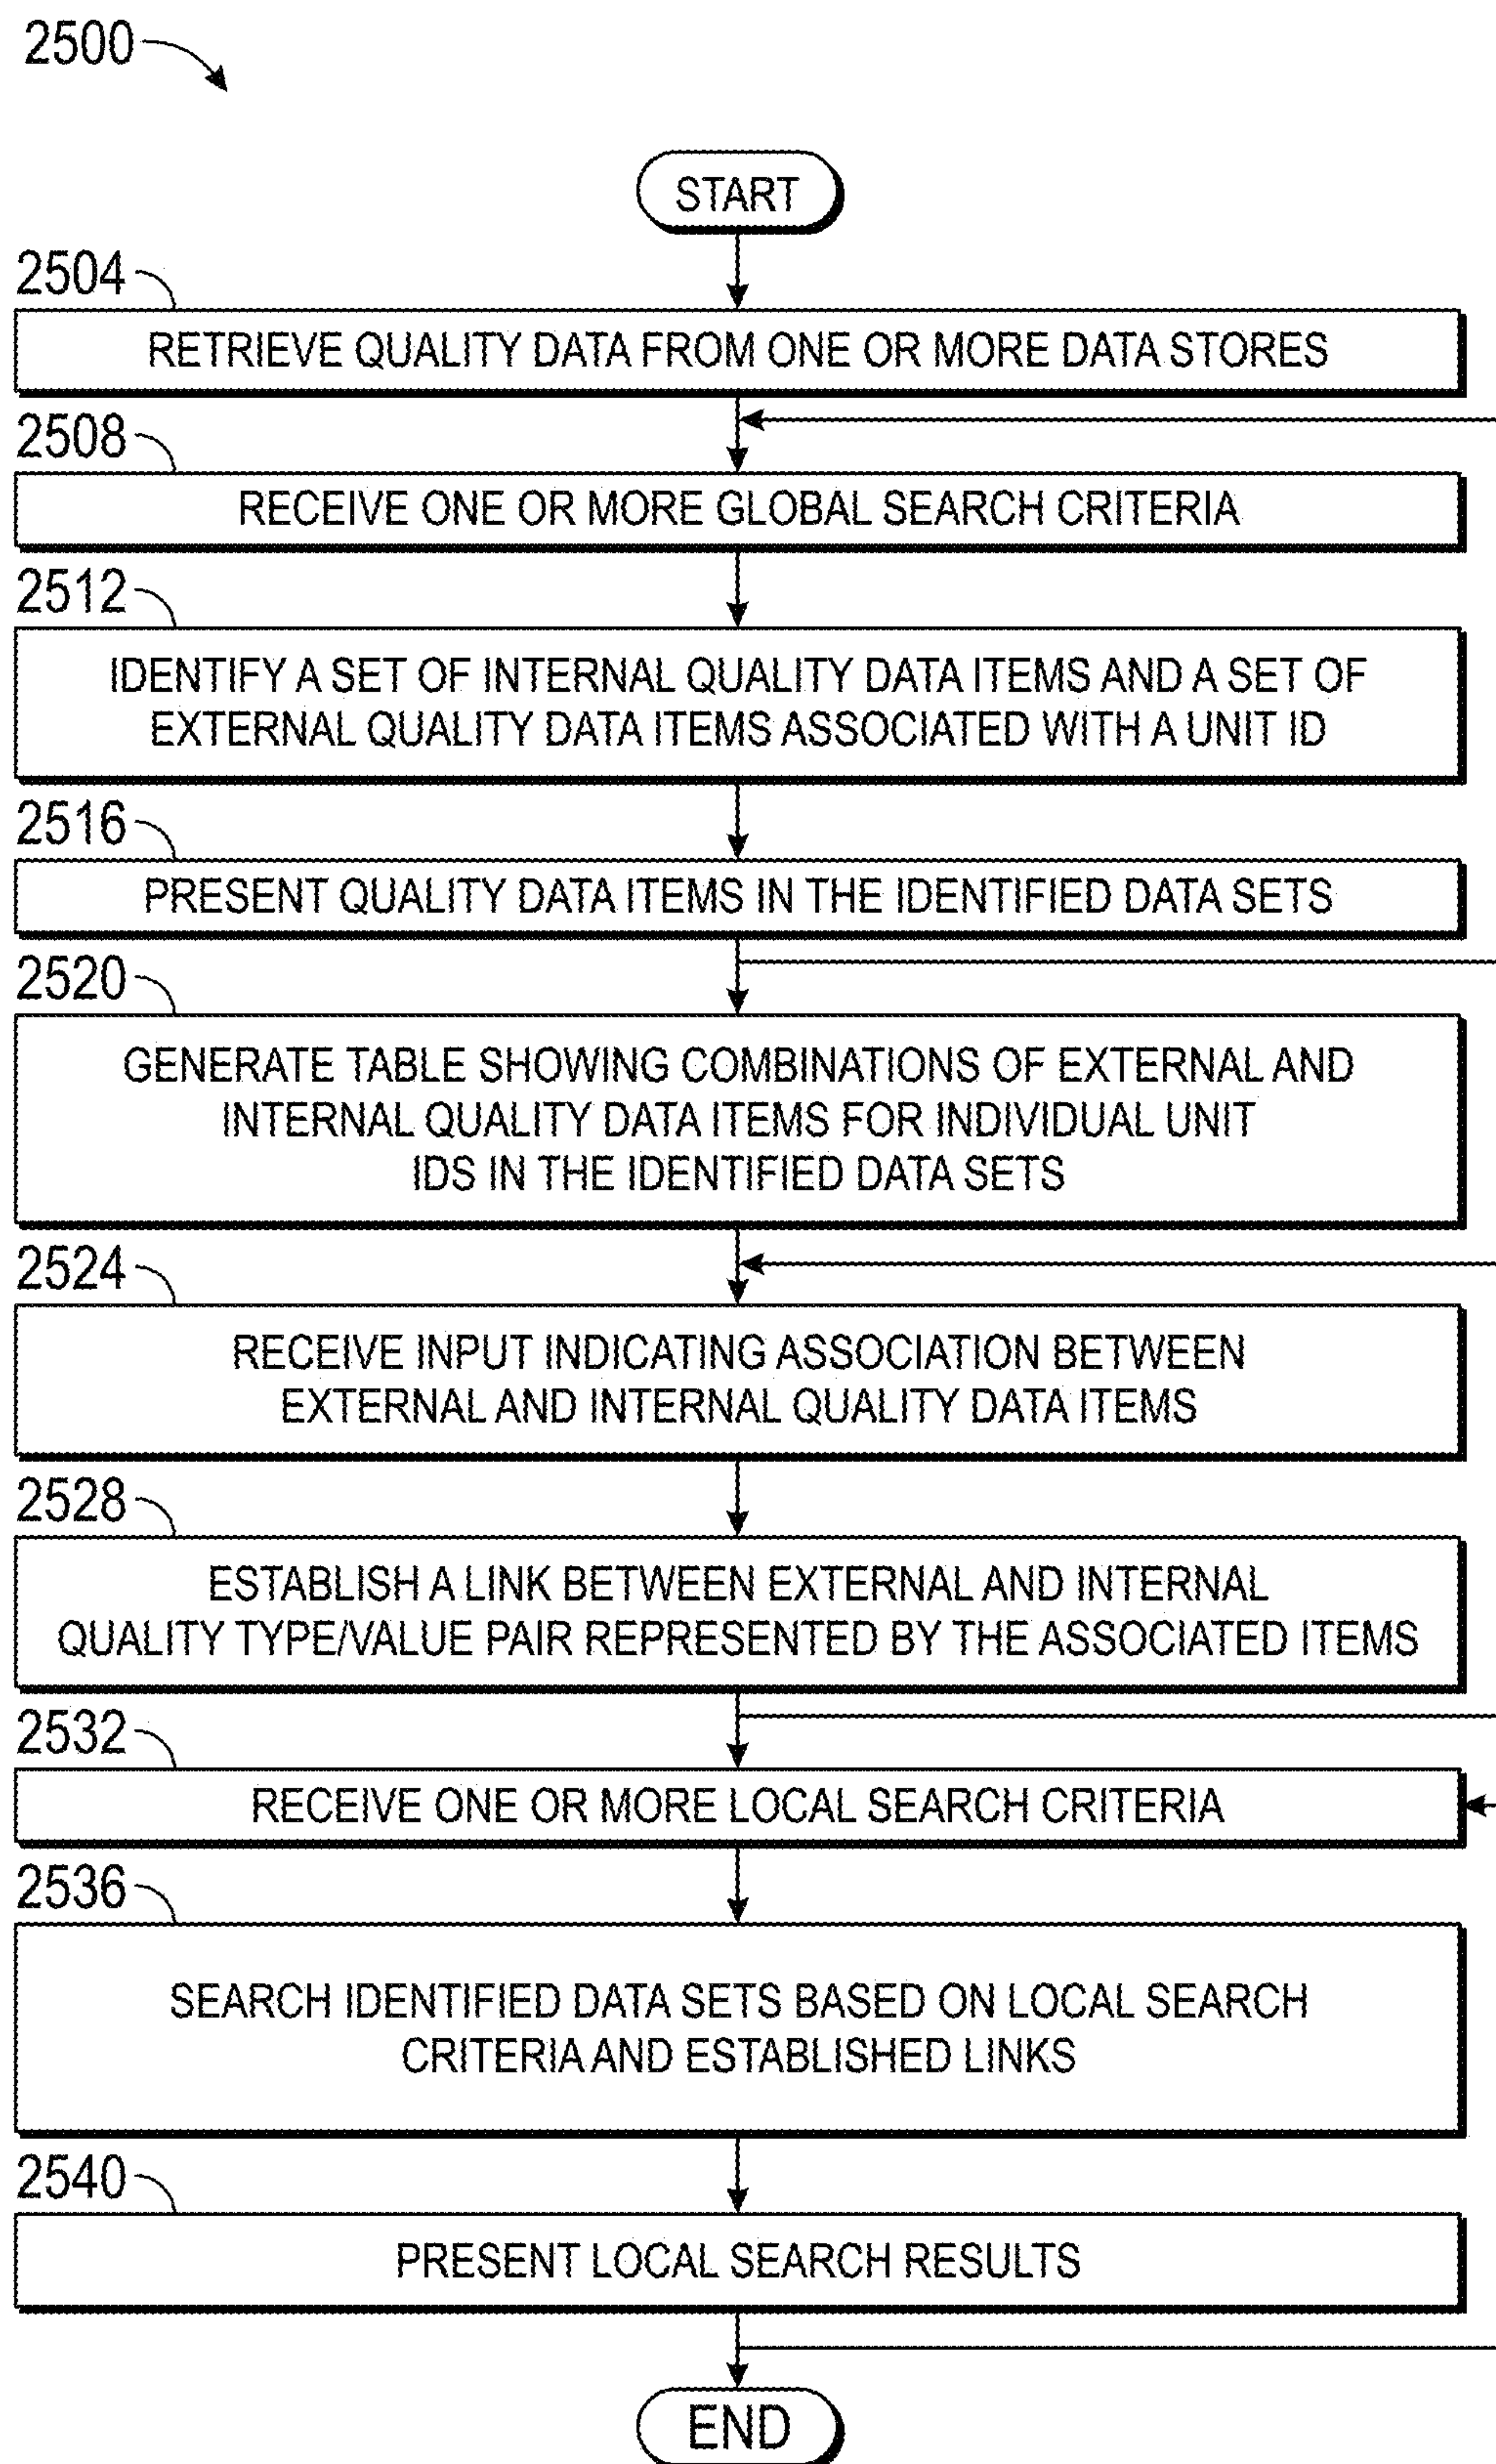 2500
START
2504
RETRIEVE QUALITY DATA FROM ONE OR MORE DATA STORES
2508
RECEIVE ONE OR MORE GLOBAL SEARCH CRITERIA
2512
IDENTIFY A SET OF INTERNAL QUALITY DATA ITEMS AND A SET OF
EXTERNAL QUALITY DATA ITEMS ASSOCIATED WITH A UNIT ID
2516
PRESENT QUALITY DATA ITEMS IN THE IDENTIFIED DATA SETS
2520
GENERATE TABLE SHOWING COMBINATIONS OF EXTERNAL AND
INTERNAL QUALITY DATA ITEMS FOR INDIVIDUAL UNIT
IDS IN THE IDENTIFIED DATA SETS
2524
RECEIVE INPUT INDICATING ASSOCIATION BETWEEN
EXTERNAL AND INTERNAL QUALITY DATA ITEMS
2528
ESTABLISH A LINK BETWEEN EXTERNAL AND INTERNAL
QUALITY TYPE/VALUE PAIR REPRESENTED BY THE ASSOCIATED ITEMS
2532
RECEIVE ONE OR MORE LOCAL SEARCH CRITERIA
2536
SEARCH IDENTIFIED DATA SETS BASED ON LOCAL SEARCH
CRITERIA AND ESTABLISHED LINKS
2540
PRESENT LOCAL SEARCH RESULTS
END